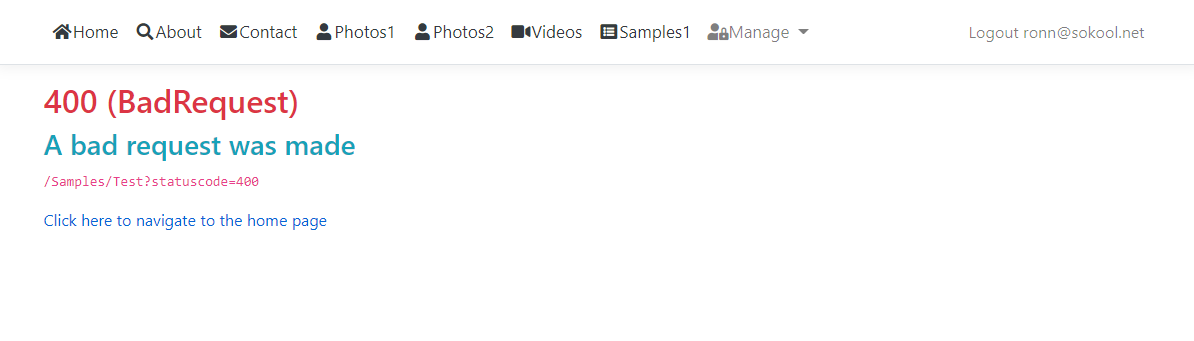 Home About Contact Photos1 Photos2 Videos Samples1 Manage Logout ronn@sokool.net
400 (BadRequest)
A bad request was made
/Samples/Test?statuscode=400
Click here to navigate to the home page